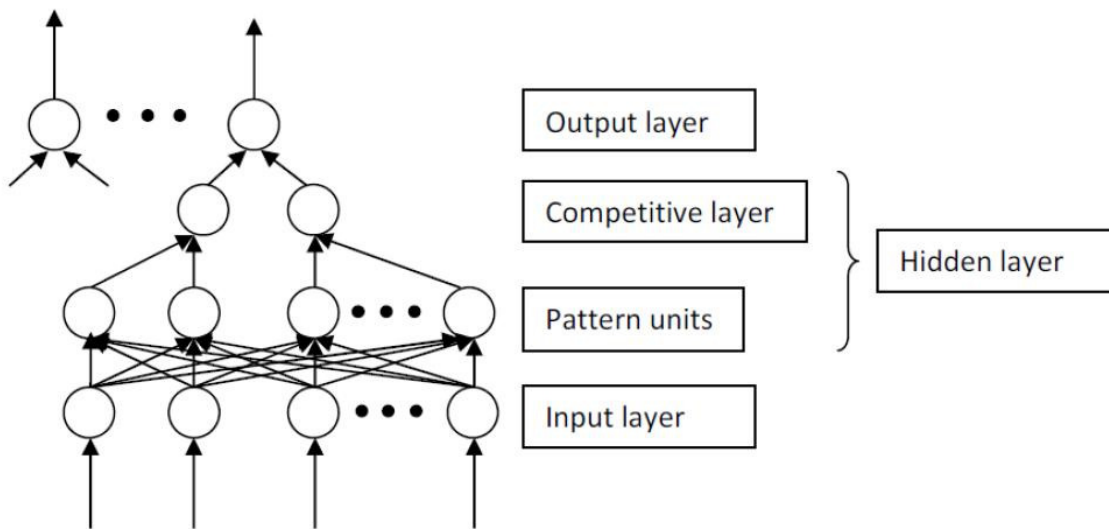 Output layer
Competitive layer
Hidden layer
Pattern units
Input layer